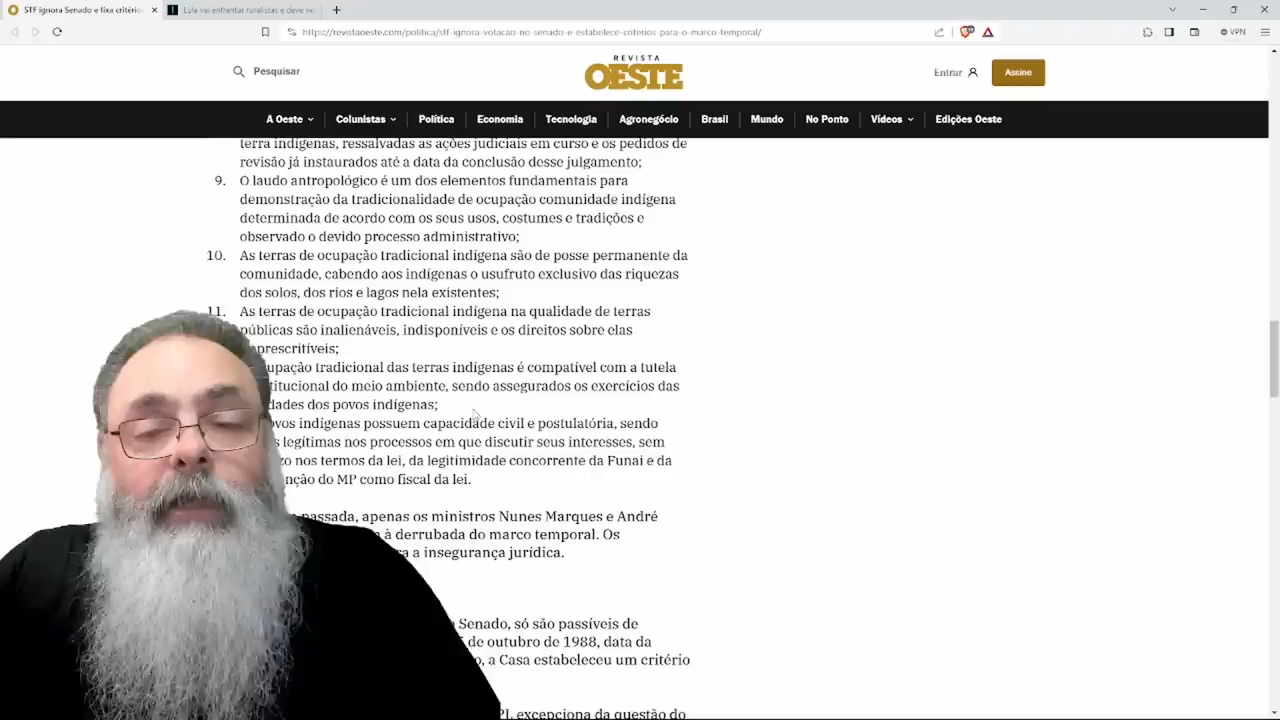 STF ignora Senado e fixa critério
Lula vai enfrentar ruralistas e deve ve
https://revistaoeste.com/politica/stf-ignora-votacao-no-senado-e-estabelece-criterios-para-o-marco-temporal/
VPN
Pesquisar
REVISTA
OESTE
Entrar
Assine
A Oeste
Colunistas
Política
Economia
Tecnologia
Agronegócio
Brasil
Mundo
No Ponto
Vídeos
Edições Oeste
terra indígenas, ressalvadas as ações judiciais em curso e os pedidos de
revisão já instaurados até a data da conclusão desse julgamento;
9. O laudo antropológico é um dos elementos fundamentais para
demonstração da tradicionalidade de ocupação comunidade indígena
determinada de acordo com os seus usos, costumes e tradições e
observado o devido processo administrativo;
10. As terras de ocupação tradicional indígena são de posse permanente da
comunidade, cabendo aos indígenas o usufruto exclusivo das riquezas
dos solos, dos rios e lagos nela existentes;
11. As terras de ocupação tradicional indígena na qualidade de terras
públicas são inalienáveis, indisponíveis e os direitos sobre elas
prescritíveis;
upação tradicional das terras indígenas é compatível com a tutela
titucional do meio ambiente, sendo assegurados os exercícios das
dades dos povos indígenas;
ovos indígenas possuem capacidade civil e postulatória, sendo
s legítimas nos processos em que discutir seus interesses, sem
zo nos termos da lei, da legitimidade concorrente da Funai e da
nção do MP como fiscal da lei.
passada, apenas os ministros Nunes Marques e André
à derrubada do marco temporal. Os
ra a insegurança jurídica.
Senado, só são passíveis de
de outubro de 1988, data da
o, a Casa estabeleceu um critério
excepciona da questão do